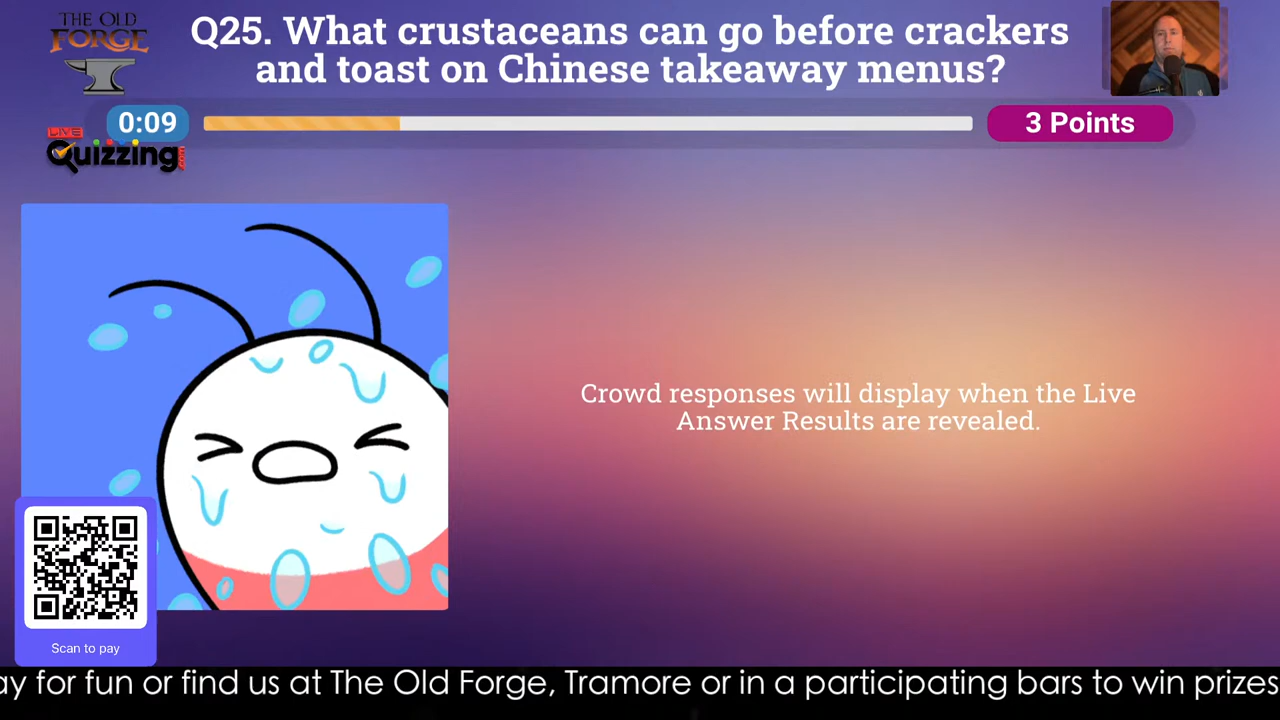 THE OLD
FORGE
Q25. What crustaceans can go before crackers
and toast on Chinese takeaway menus?
0:09
3 Points
LIVE
Quizzing
Crowd responses will display when the Live
Answer Results are revealed.
Scan to pay
ay for fun or find us at The Old Forge, Tramore or in a participating bars to win prizes